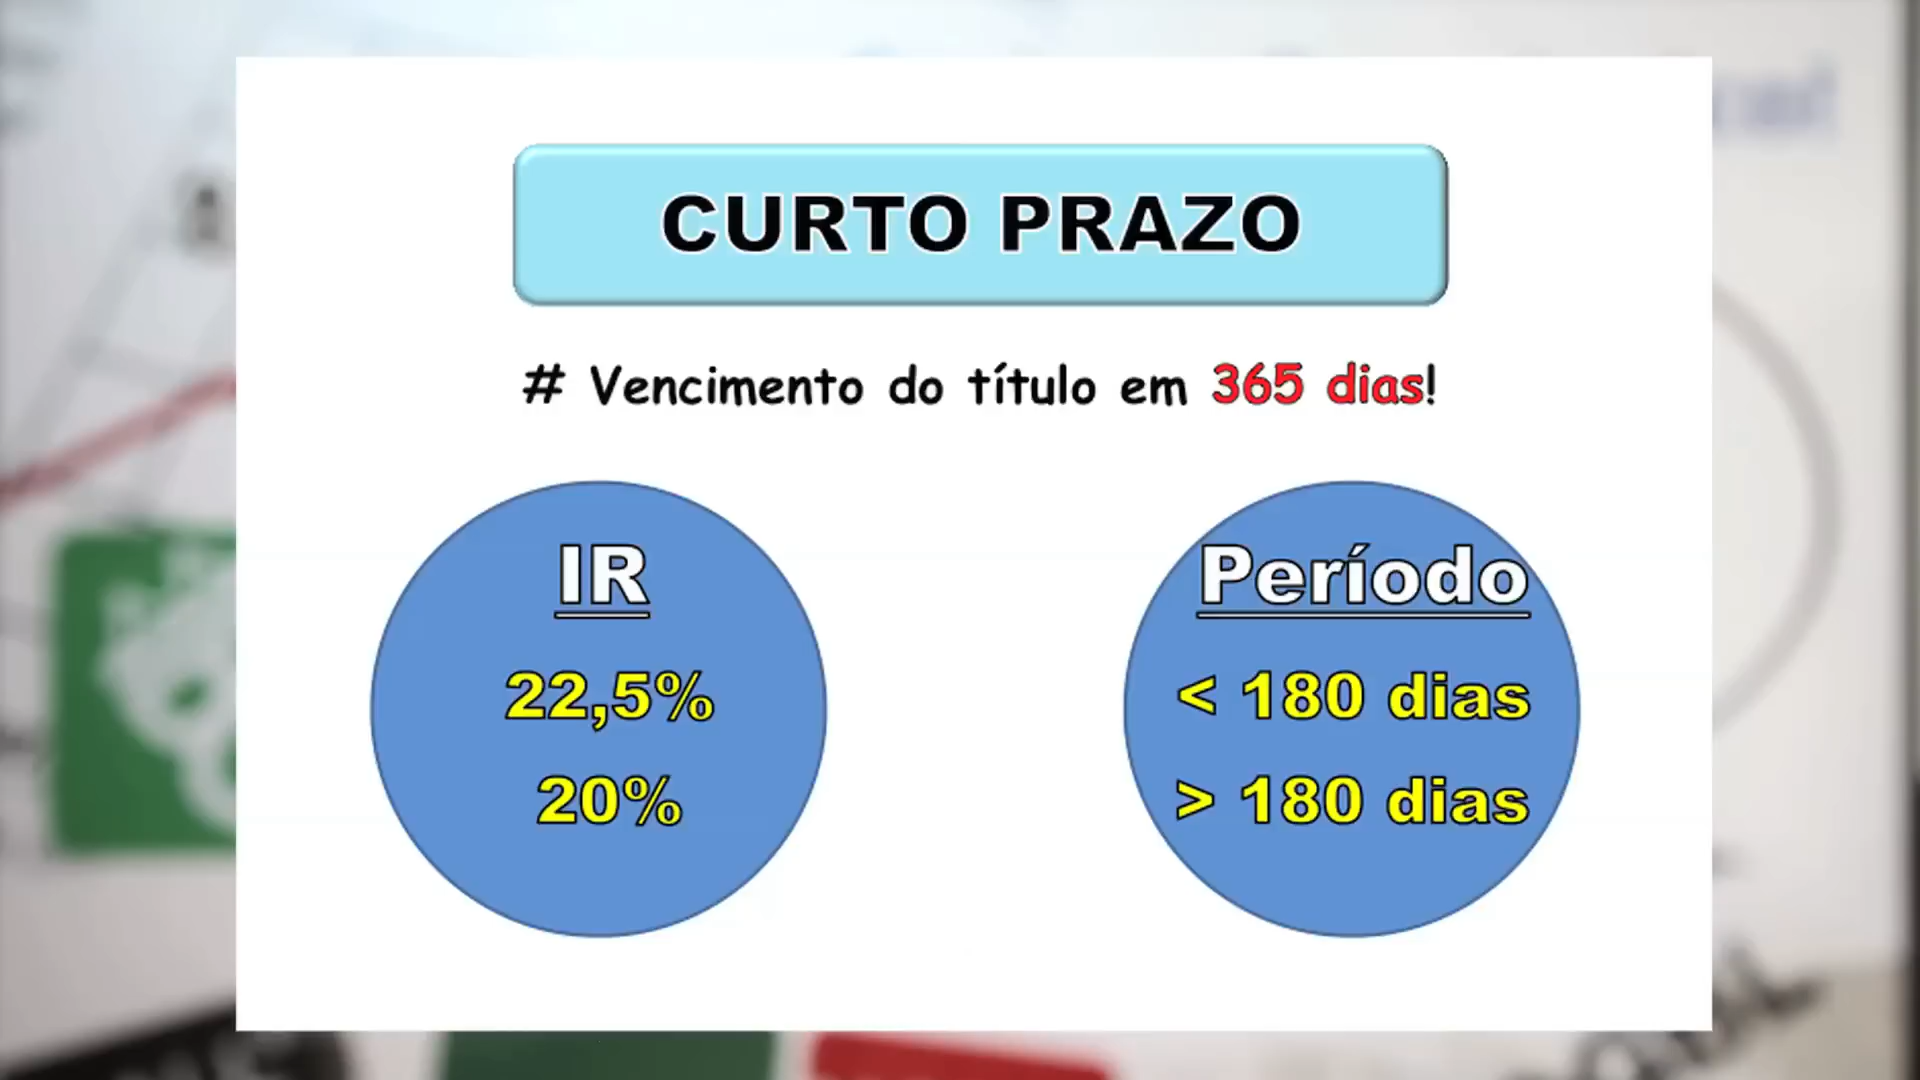 CURTO PRAZO
# Vencimento do título em 365 dias!
IR
22,5%
20%
Período
< 180 dias
> 180 dias